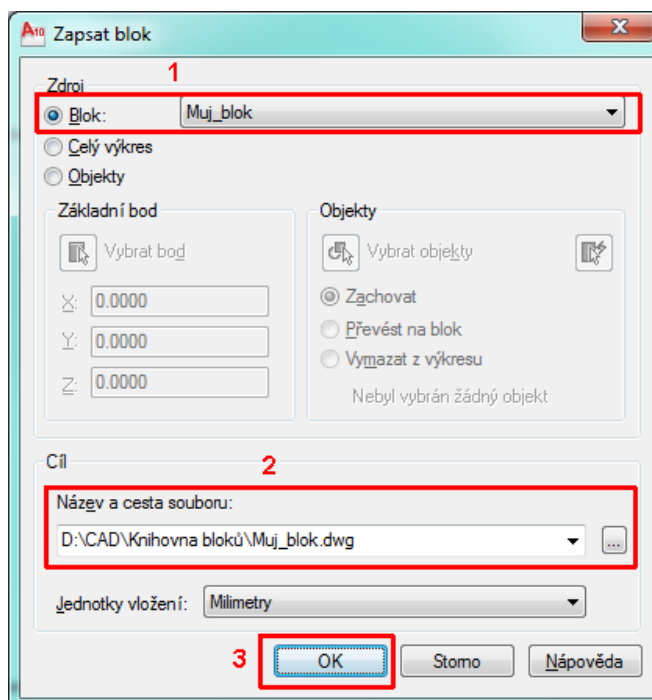 A10 Zapsat blok
1
Zdroj
Blok: Muj_blok
Celý výkres
Objekty
Základní bod
Vybrat bod
X: 0.0000
Y: 0.0000
Z: 0.0000
Objekty
Vybrat objekty
Zachovat
Převést na blok
Vymazat z výkresu
Nebyl vybrán žádný objekt
Cíl
2
Název a cesta souboru:
D:\CAD\Knihovna bloků\Muj_blok.dwg
...
Jednotky vložení: Milimetry
3
OK Storno Nápověda